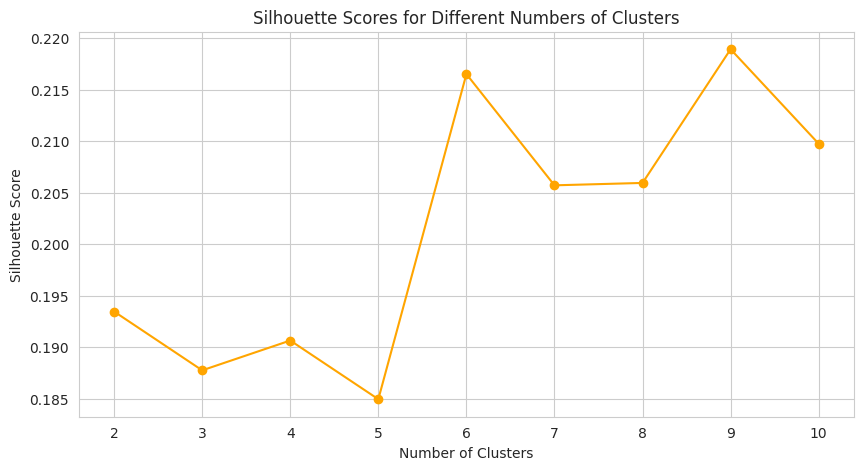 Silhouette Scores for Different Numbers of Clusters
Silhouette Score
0.220
0.215
0.210
0.205
0.200
0.195
0.190
0.185
2 3 4 5 6 7 8 9 10
Number of Clusters